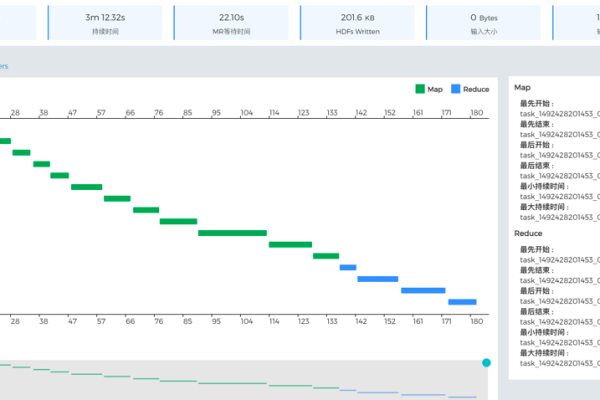 3m 12.32s
持续时间
22.10s
MR等待时间
201.6 KB
HDFs Written
0 Bytes
输入大小
Map
Reduce
28 38 47 57 66 76 85 95 104 114 123 133 142 152 161 171 180
28 38 47 57 66 76 85 95 104 114 123 133 142 152 161 171 180
Map
最先开始：
task_1492428201453_0
最先结束：
task_1492428201453_0
最后开始：
task_1492428201453_0
最后结束：
task_1492428201453_0
最小持续时间：
task_1492428201453_0
最大持续时间：
task_1492428201453_0
Reduce
最先开始：
task_1492428201453_0
最先结束：
task_1492428201453_0
最后开始：
task_1492428201453_0
最后结束：
task_1492428201453_0
最小持续时间：
task_1492428201453_0
最大持续时间：
task_1492428201453_0